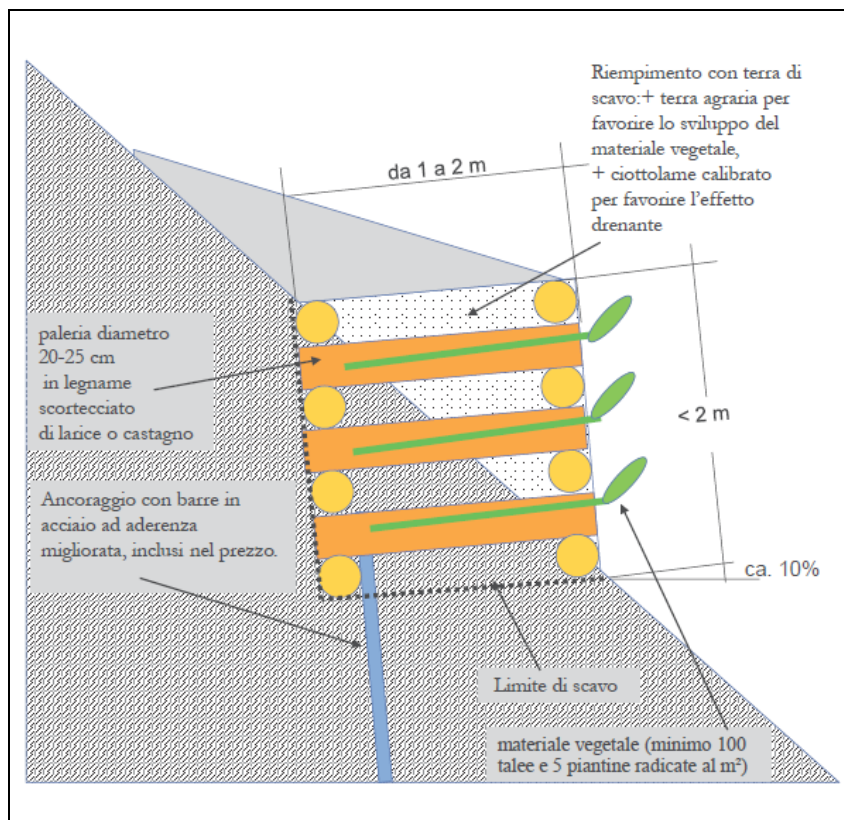 Riempimento con terra di
scavo:+ terra agraria per
favorire lo sviluppo del
materiale vegetale,
+ ciottolame calibrato
per favorire l'effetto
drenante
da 1 a 2 m
paleria diametro
20-25 cm
in legname
scortecciato
di larice o castagno
< 2 m
Ancoraggio con barre in
acciaio ad aderenza
migliorata, inclusi nel prezzo.
ca. 10%
Limite di scavo
materiale vegetale (minimo 100
talee e 5 piantine radicate al m²)